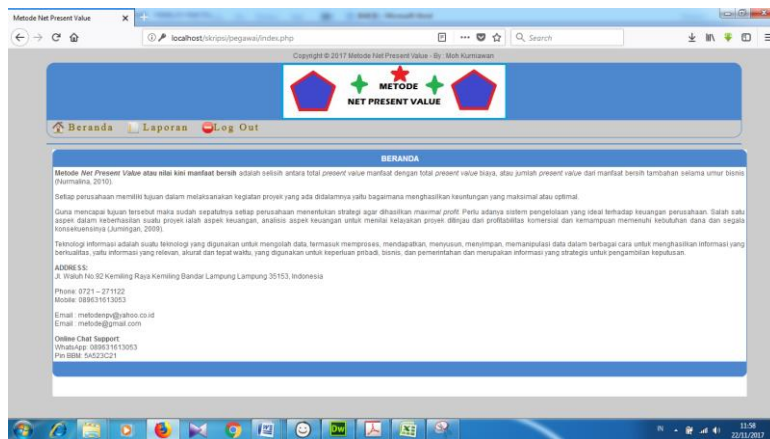 Metode Net Present Value
localhost/skripsi/pegawai/index.php
Search
Copyright © 2017 Metode Net Present Value - By : Moh Kurniawan
METODE
NET PRESENT VALUE
Beranda Laporan Log Out
BERANDA
Metode Net Present Value atau nilai kini manfaat bersih adalah selisih antara total present value manfaat dengan total present value biaya, atau jumlah present value dari manfaat bersih tambahan selama umur bisnis
(Nurmalina, 2010).
Setiap perusahaan memiliki tujuan dalam melaksanakan kegiatan proyek yang ada didalamnya yaitu bagaimana menghasilkan keuntungan yang maksimal atau optimal.
Guna mencapai tujuan tersebut maka sudah sepatutnya setiap perusahaan menentukan strategi agar dihasilkan maximal profit. Perlu adanya sistem pengelolaan yang ideal terhadap keuangan perusahaan. Salah satu
aspek dalam keberhasilan suatu proyek ialah aspek keuangan, analisis aspek keuangan untuk menilai kelayakan proyek ditinjau dari profitabilitas komersial dan kemampuan memenuhi kebutuhan dana dan segala
konsekuensinya (Jumingan, 2009).
Teknologi informasi adalah suatu teknologi yang digunakan untuk mengolah data, termasuk memproses, mendapatkan, menyusun, menyimpan, memanipulasi data dalam berbagai cara untuk menghasilkan informasi yang
berkualitas, yaitu informasi yang relevan, akurat dan tepat waktu, yang digunakan untuk keperluan pribadi, bisnis, dan pemerintahan dan merupakan informasi yang strategis untuk pengambilan keputusan.
ADDRESS:
Jl. Waluh No.92 Kemiling Raya Kemiling Bandar Lampung Lampung 35153, Indonesia
Phone: 0721 – 271122
Mobile: 089631613053
Email : metodenpv@yahoo.co.id
Email : metode@gmail.com
Online Chat Support
WhatsApp: 089631613053
Pin BBM: 5A523C21
Dw
IN
11:58
22/11/2017